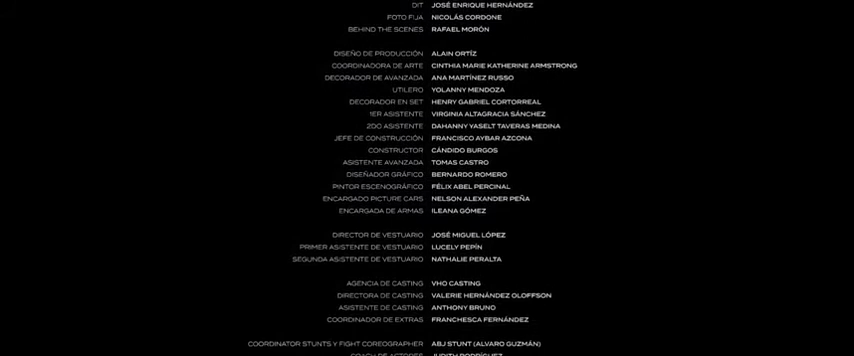 DIT JOSÉ ENRIQUE HERNÁNDEZ
FOTO FIJA NICOLÁS CORDONE
BEHIND THE SCENES RAFAEL MORÓN
DISEÑO DE PRODUCCIÓN ALAIN ORTÍZ
COORDINADORA DE ARTE CINTHIA MARIE KATHERINE ARMSTRONG
DECORADOR DE AVANZADA ANA MARTÍNEZ RUSSO
UTILERO YOLANNY MENDOZA
DECORADOR EN SET HENRY GABRIEL CORTORREAL
1ER ASISTENTE VIRGINIA ALTAGRACIA SÁNCHEZ
2DO ASISTENTE DAHANNY YASELT TAVERAS MEDINA
JEFE DE CONSTRUCCIÓN FRANCISCO AYBAR AZCONA
CONSTRUCTOR CÁNDIDO BURGOS
ASISTENTE AVANZADA TOMAS CASTRO
DISEÑADOR GRÁFICO BERNARDO ROMERO
PINTOR ESCENOGRÁFICO FÉLIX ABEL PERCINAL
ENCARGADO PICTURE CARS NELSON ALEXANDER PEÑA
ENCARGADA DE ARMAS ILEANA GÓMEZ
DIRECTOR DE VESTUARIO JOSÉ MIGUEL LÓPEZ
PRIMER ASISTENTE DE VESTUARIO LUCELY PEPÍN
SEGUNDA ASISTENTE DE VESTUARIO NATHALIE PERALTA
AGENCIA DE CASTING VHO CASTING
DIRECTORA DE CASTING VALERIE HERNÁNDEZ OLOFFSON
ASISTENTE DE CASTING ANTHONY BRUNO
COORDINADOR DE EXTRAS FRANCHESCA FERNÁNDEZ
COORDINATOR STUNTS Y FIGHT COREOGRAPHER ABJ STUNT (ALVARO GUZMÁN)
COACH DE ACTORES JUDITH RODRÍGUEZ